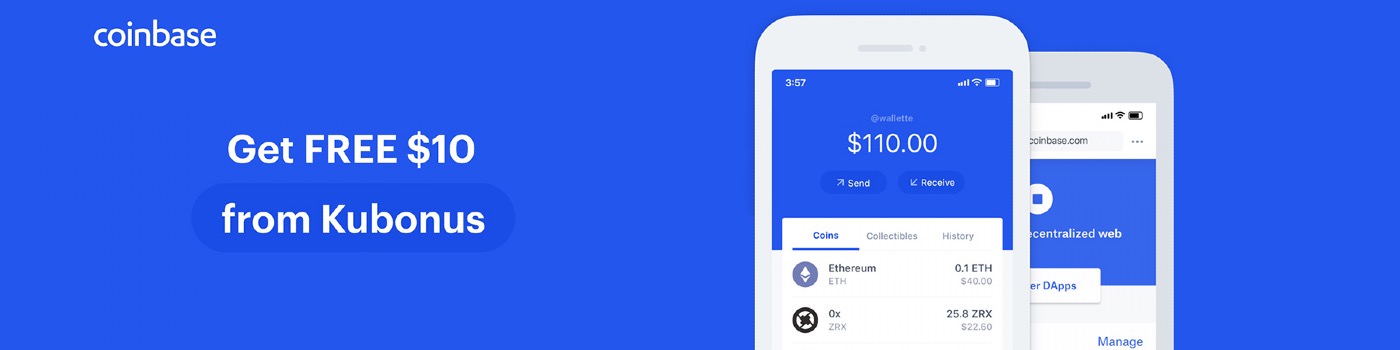 coinbase
Get FREE $10
from Kubonus
3:57
@wallette
$110.00
Send
Receive
Coins Collectibles History
Ethereum 0.1 ETH
ETH $40.00
0x 25.8 ZRX
ZRX $22.60
coinbase.com
ecentralized web
er DApps
Manage